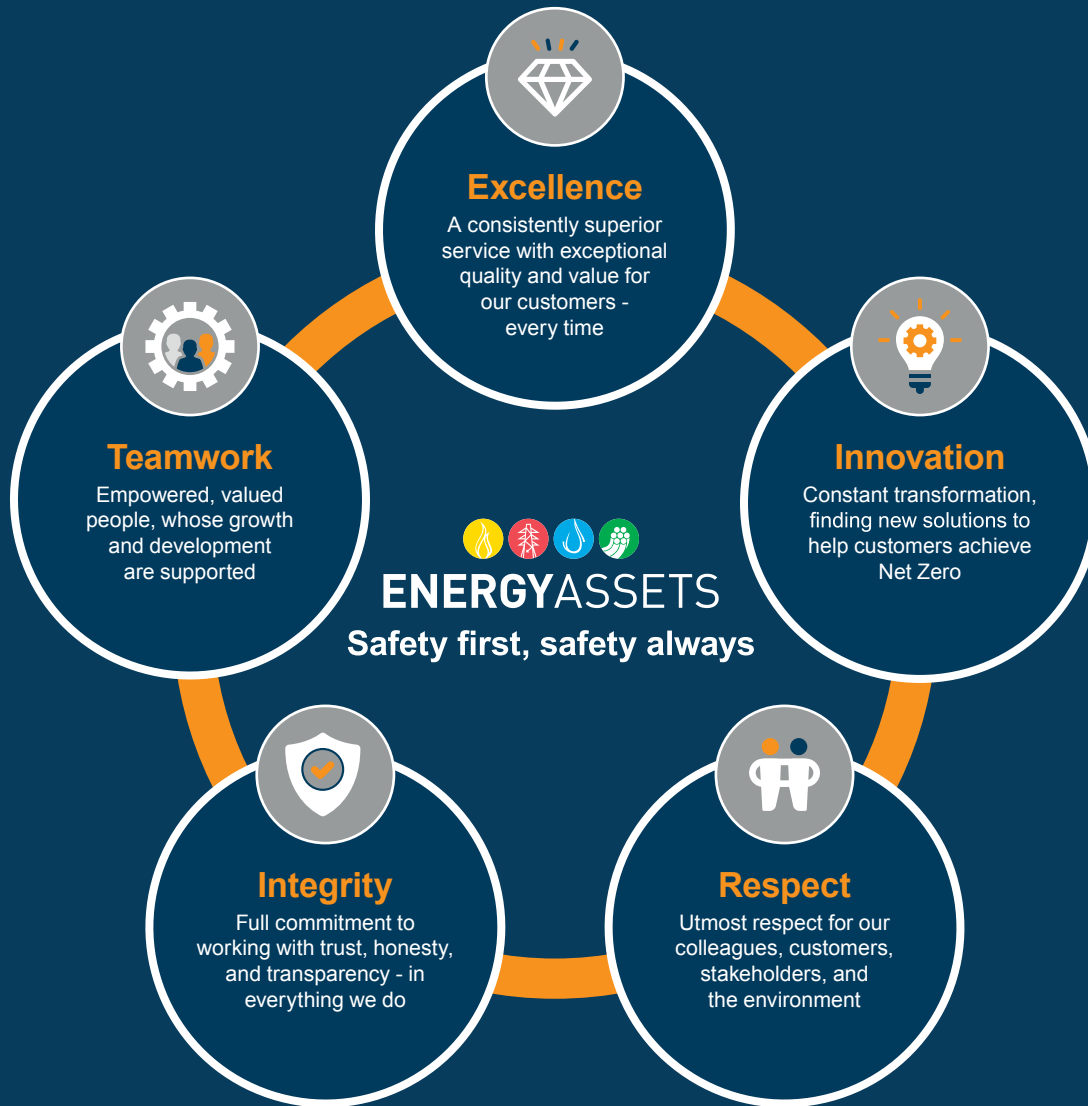 Excellence
A consistently superior
service with exceptional
quality and value for
our customers -
every time
Teamwork
Empowered, valued
people, whose growth
and development
are supported
Innovation
Constant transformation,
finding new solutions to
help customers achieve
Net Zero
ENERGYASSETS
Safety first, safety always
Integrity
Full commitment to
working with trust, honesty,
and transparency - in
everything we do
Respect
Utmost respect for our
colleagues, customers,
stakeholders, and
the environment